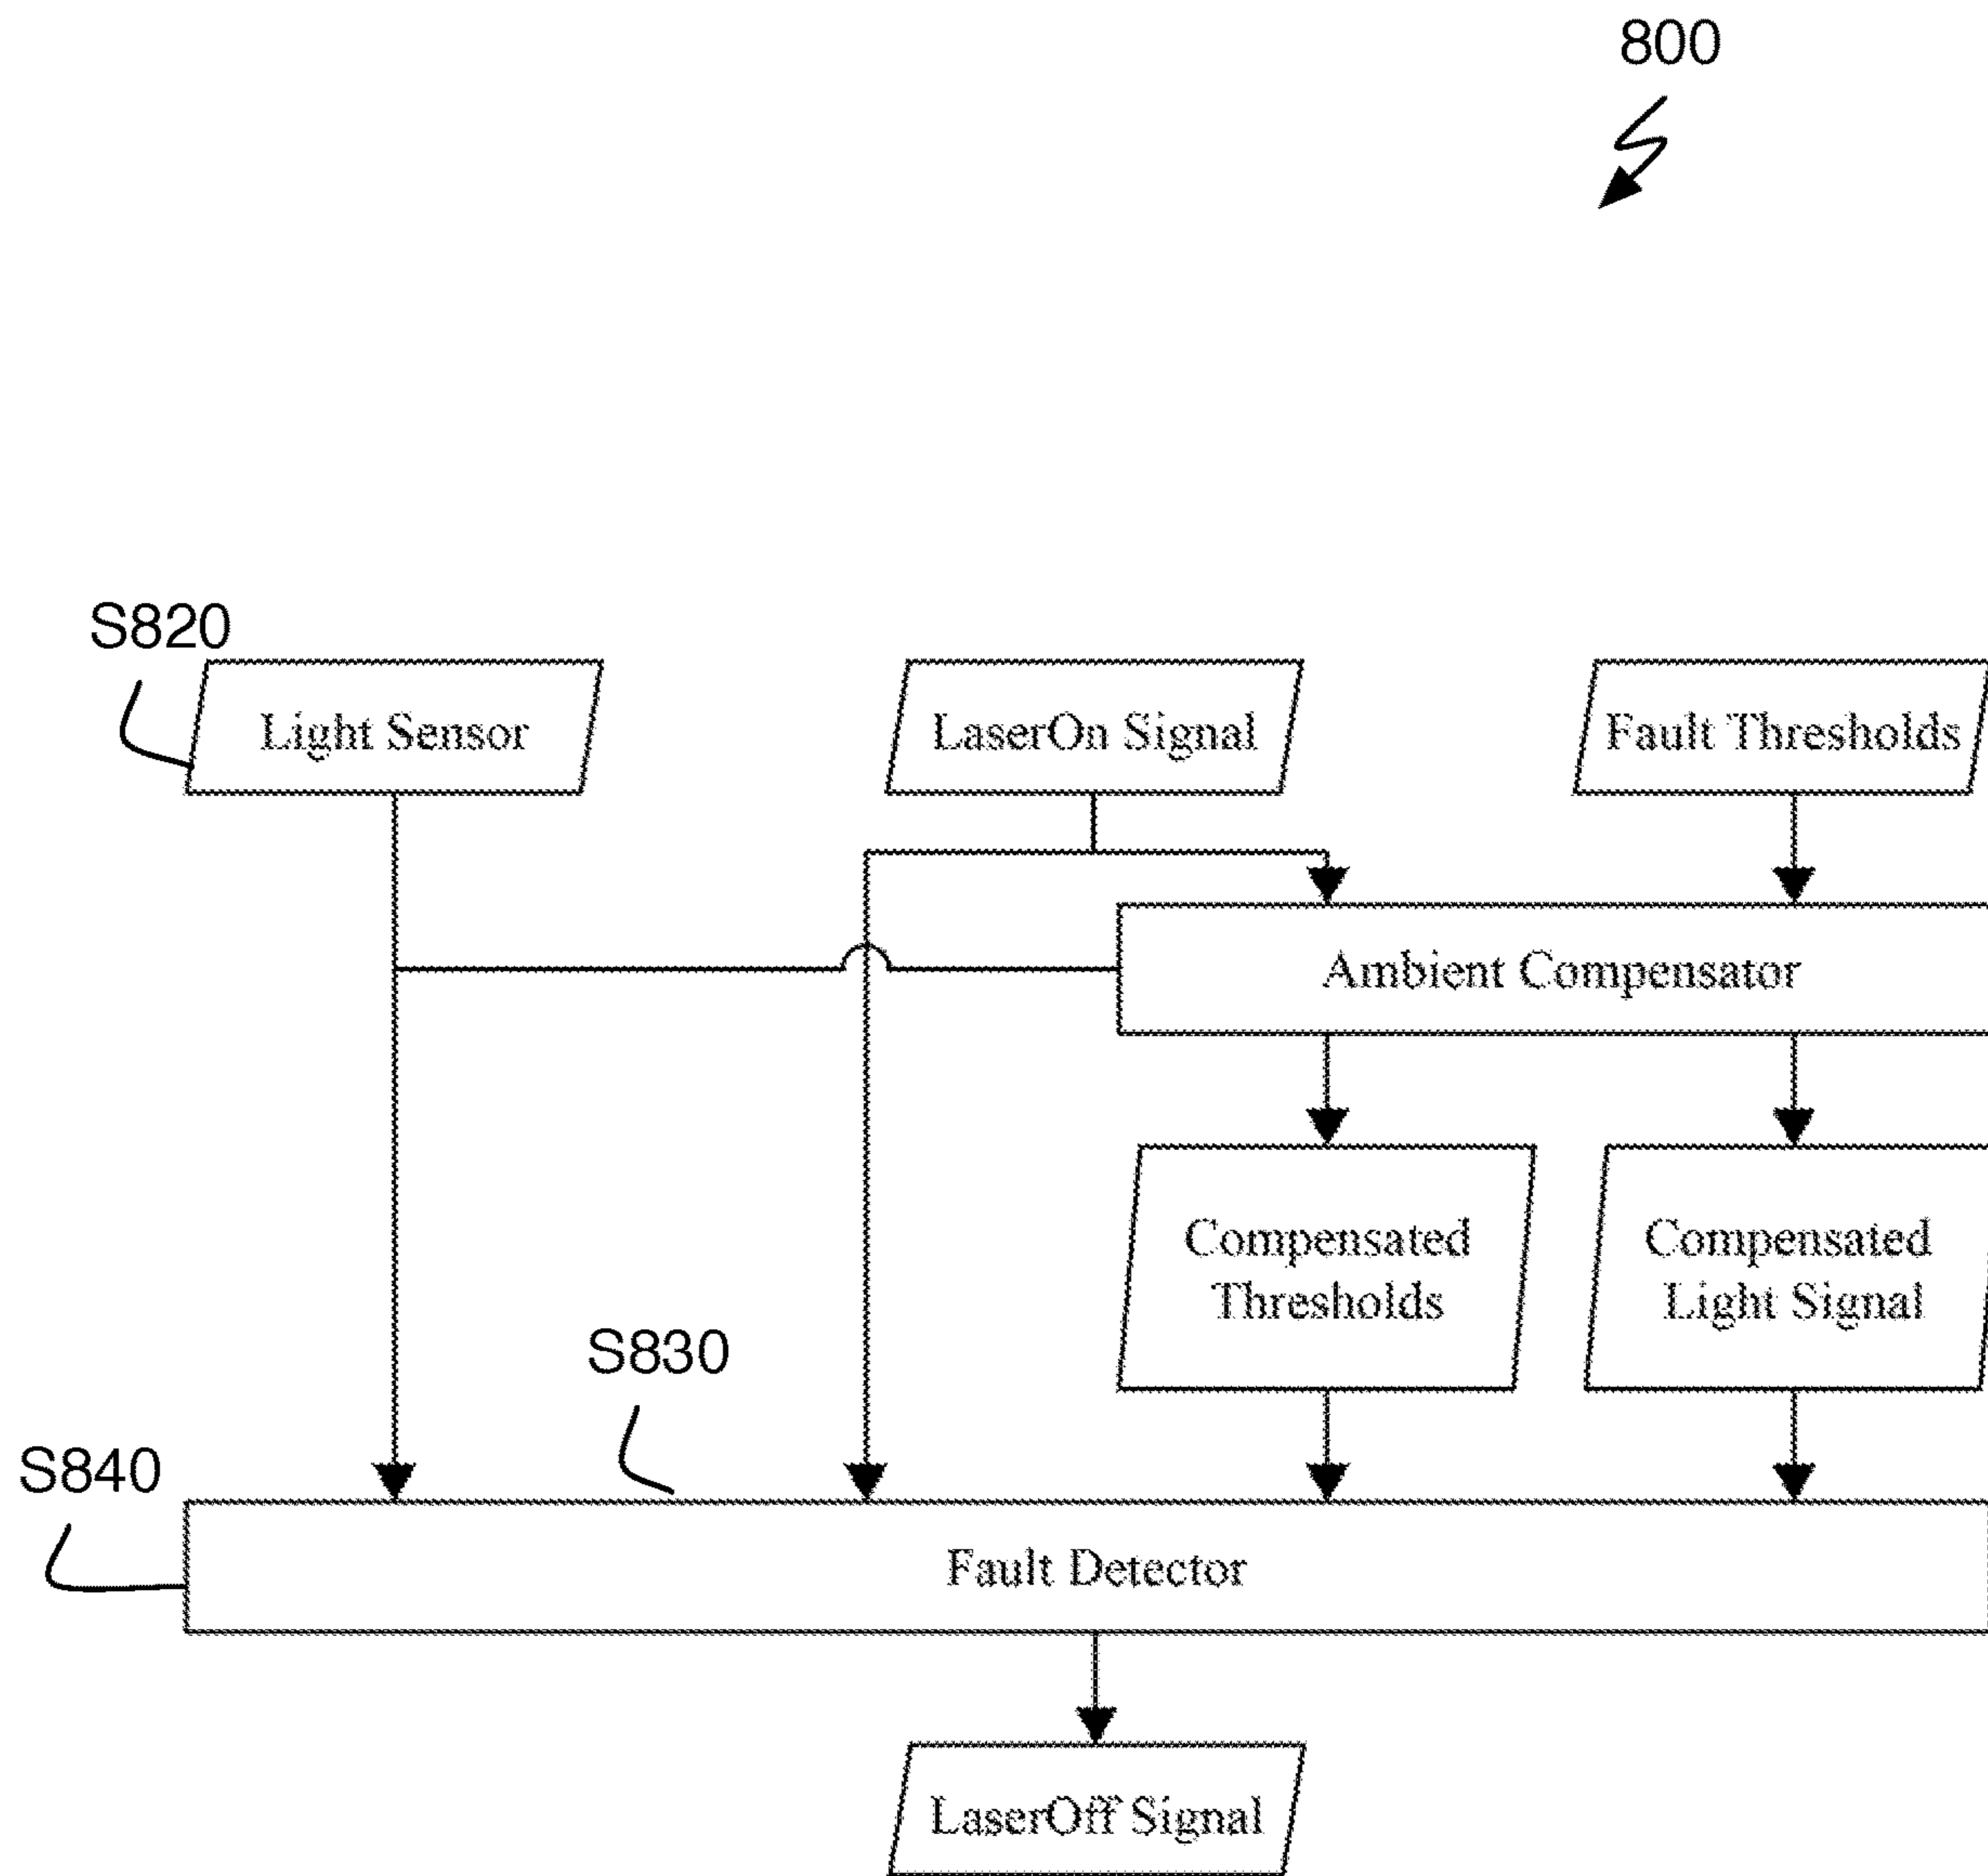 800
S820
Light Sensor
LaserOn Signal
Fault Thresholds
Ambient Compensator
Compensated
Thresholds
Compensated
Light Signal
S830
S840
Fault Detector
LaserOff Signal